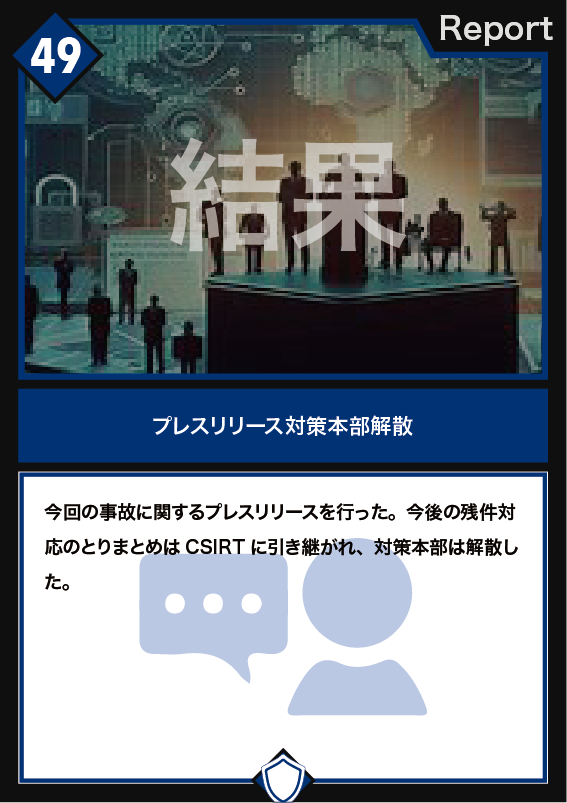 Report
49
結果
プレスリリース対策本部解散
今回の事故に関するプレスリリースを行った。今後の残件対
応のとりまとめは CSIRT に引き継がれ、対策本部は解散し
た。